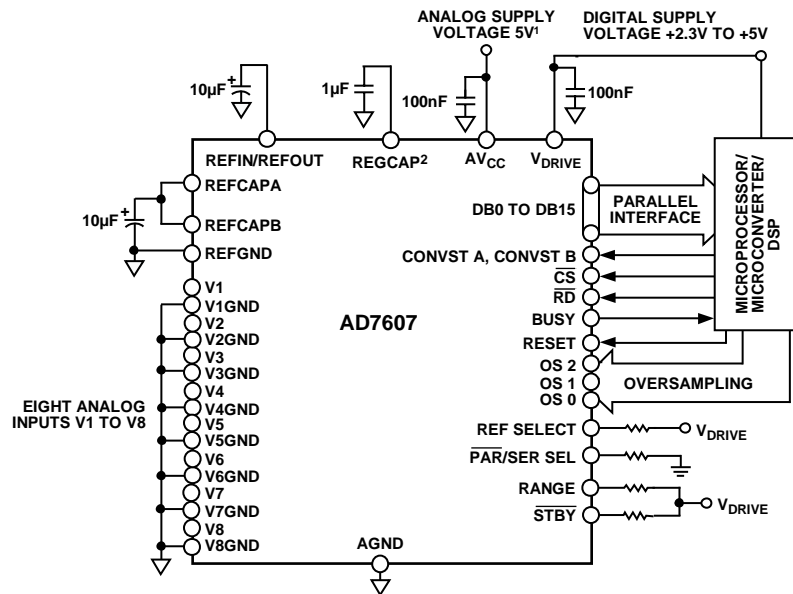 ANALOG SUPPLY
VOLTAGE 5V¹
DIGITAL SUPPLY
VOLTAGE +2.3V TO +5V
10µF
+
1µF
100nF
100nF
REFIN/REFOUT
REGCAP²
AVCC
VDRIVE
REFCAPA
REFCAPB
REFGND
10µF
+
DB0 TO DB15
PARALLEL
INTERFACE
MICROPROCESSOR/
MICROCONVERTER/
DSP
CONVST A, CONVST B
CS
RD
BUSY
RESET
OS 2
OS 1
OS 0
OVERSAMPLING
AD7607
V1
V1GND
V2
V2GND
V3
V3GND
V4
V4GND
V5
V5GND
V6
V6GND
V7
V7GND
V8
V8GND
EIGHT ANALOG
INPUTS V1 TO V8
REF SELECT
VDRIVE
PAR/SER SEL
RANGE
STBY
VDRIVE
AGND